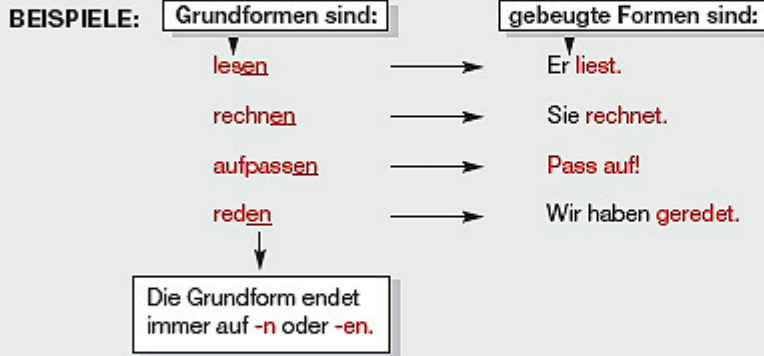 BEISPIELE: Grundformen sind: gebeugte Formen sind:
lesen Er liest.
rechnen Sie rechnet.
aufpassen Pass auf!
reden Wir haben geredet.
Die Grundform endet
immer auf -n oder -en.